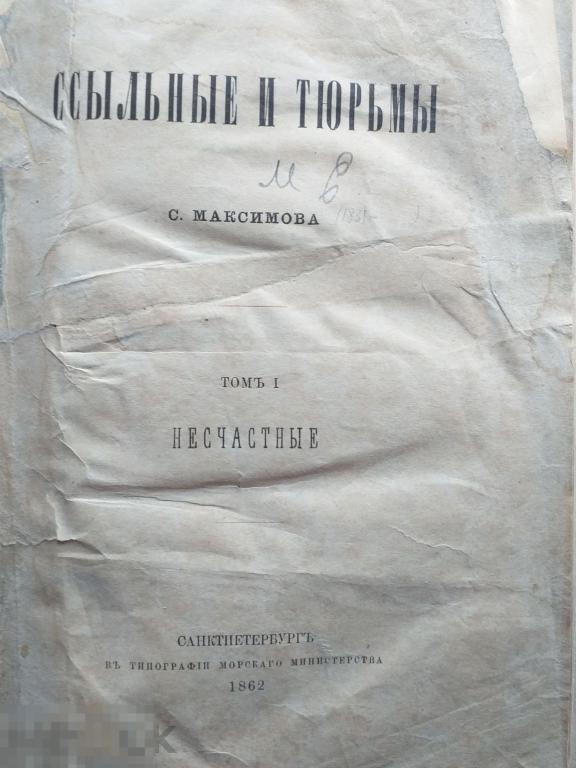 ССЫЛЬНЫЕ И ТЮРЬМЫ
С. МАКСИМОВА
ТОМЪ I
НЕСЧАСТНЫЕ
САНКТПЕТЕРБУРГЪ
ВЪ ТИПОГРАФІИ МОРСКАГО МИНИСТЕРСТВА
1862